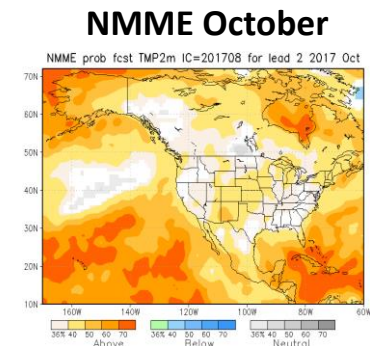 NMME October
NMME prob fcst TMP2m IC=201708 for lead 2 2017 Oct
70N
60N
50N
40N
30N
20N
10N
160W 140W 120W 100W 80W 60W
36% 40 50 60 70 36% 40 50 60 70 36% 40 50 60 70
Above Below Neutral